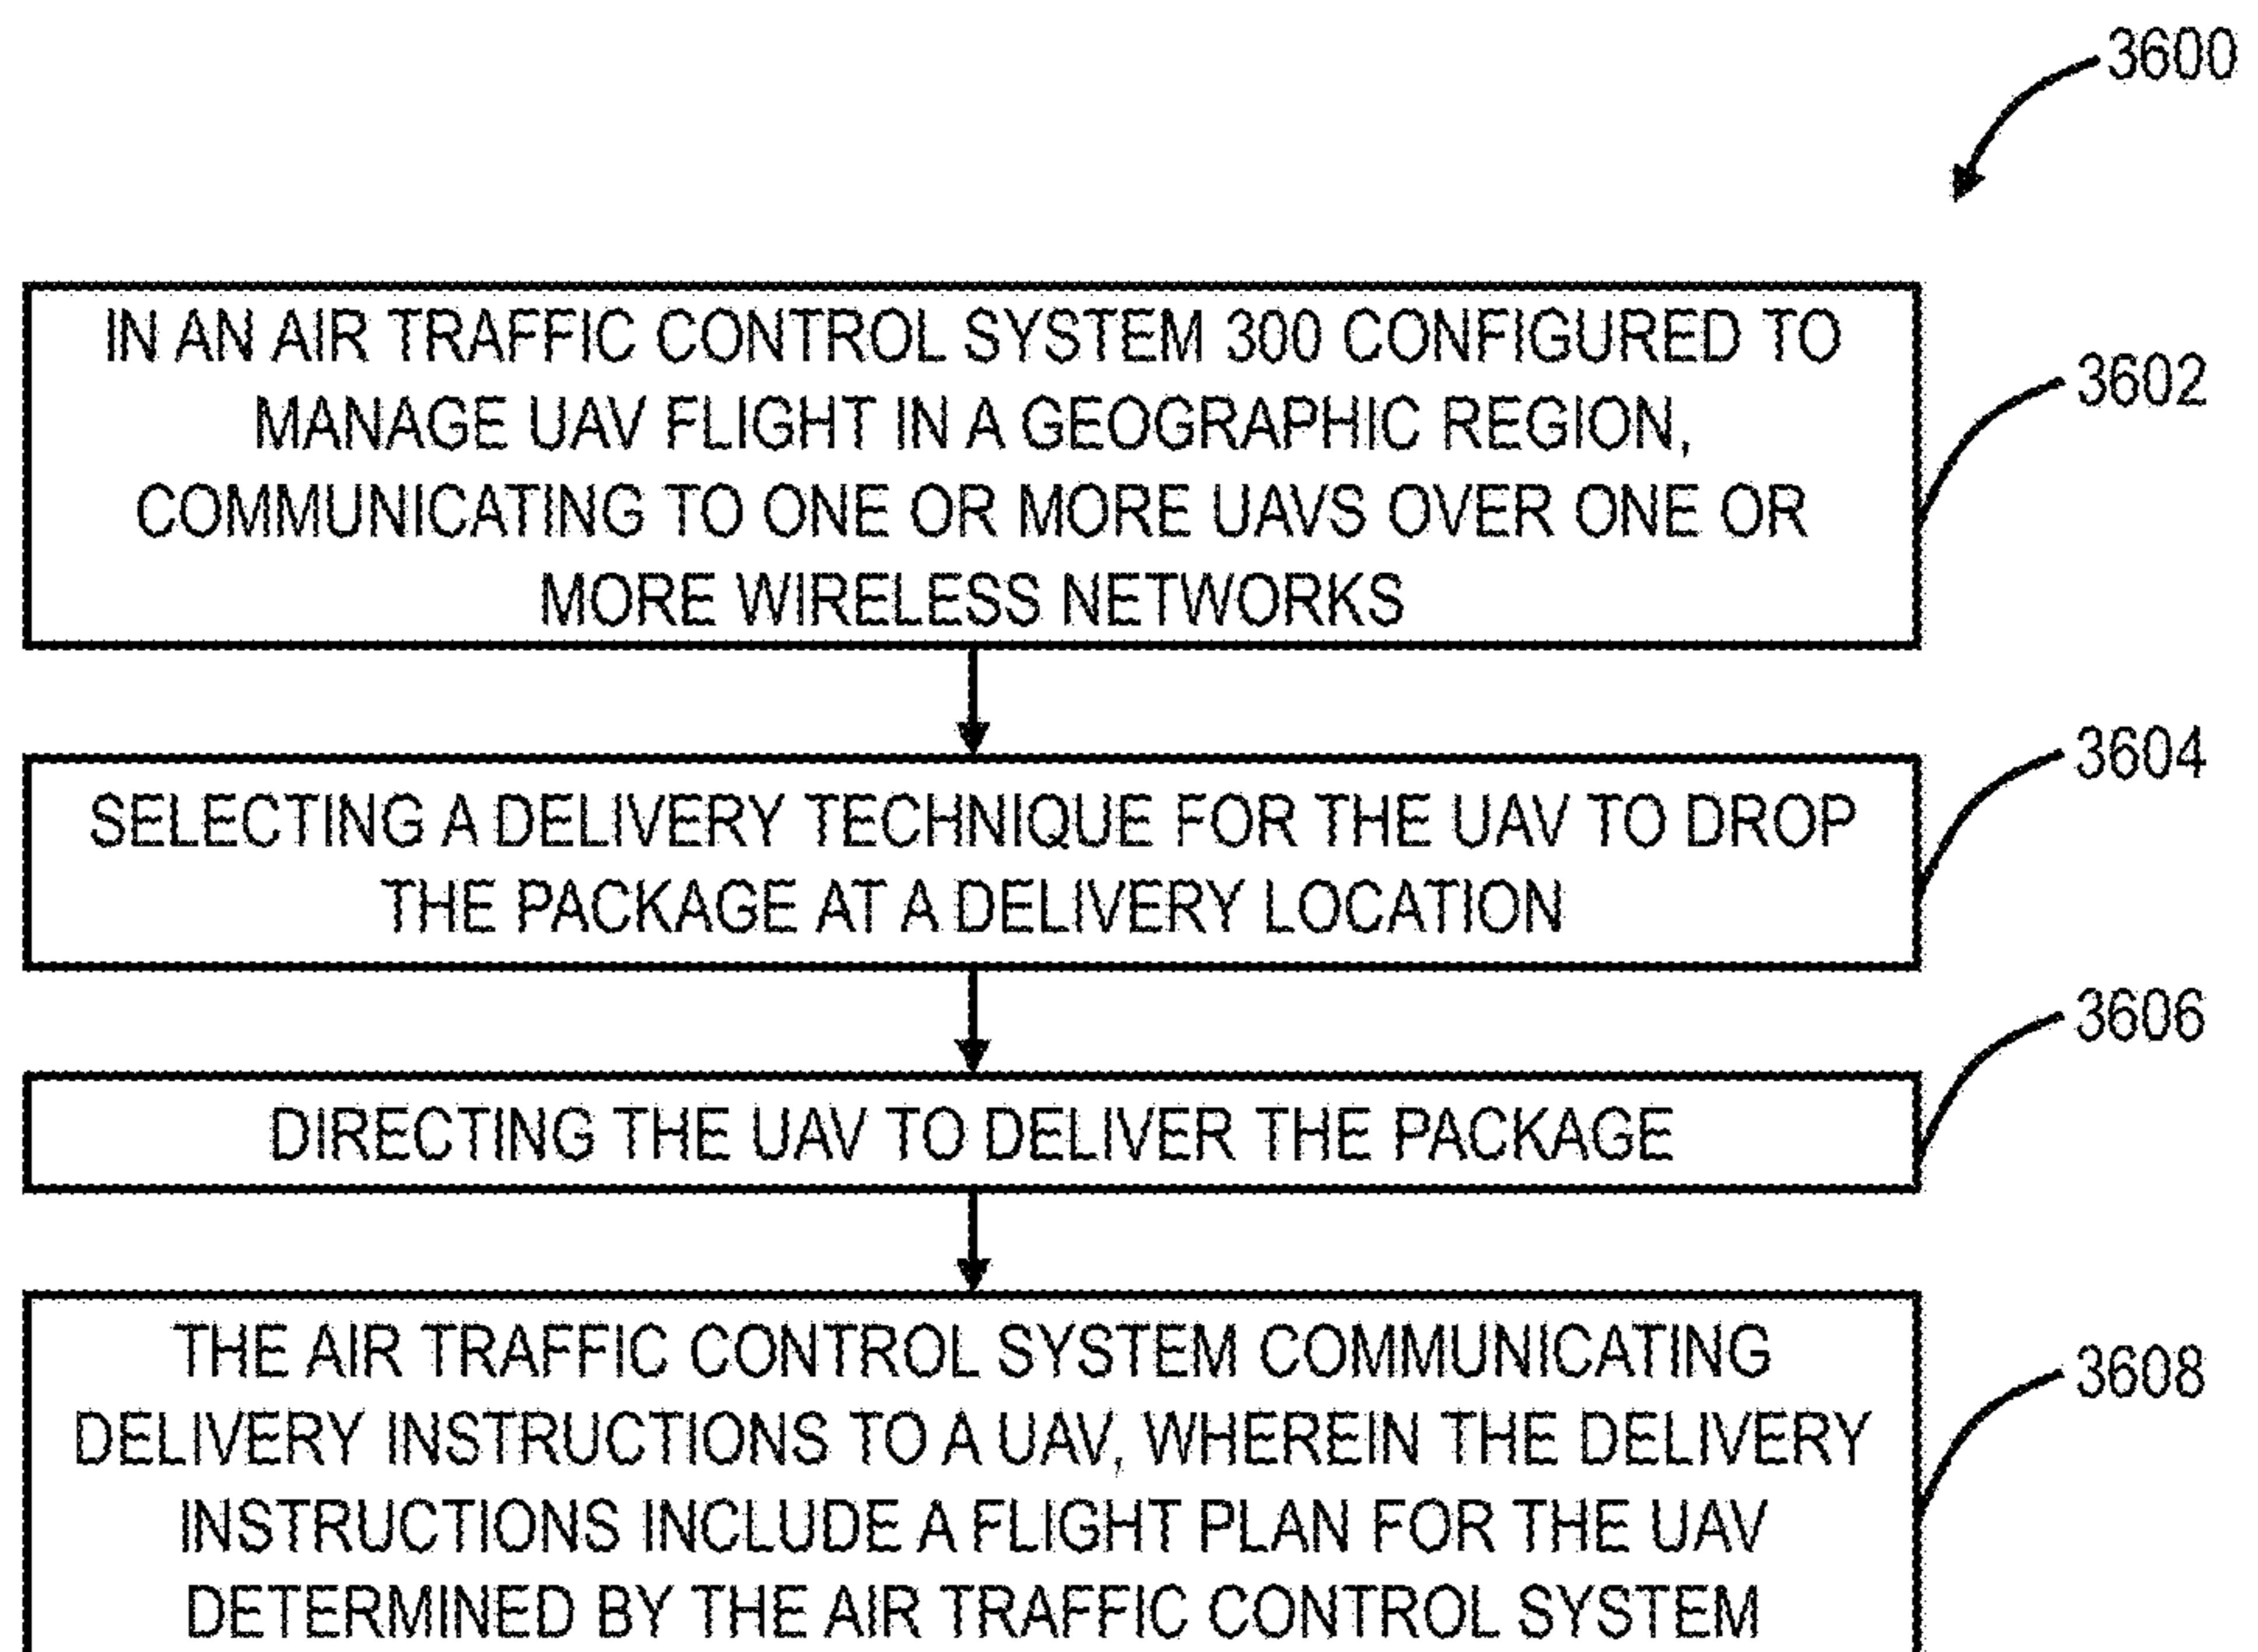 3600
IN AN AIR TRAFFIC CONTROL SYSTEM 300 CONFIGURED TO
MANAGE UAV FLIGHT IN A GEOGRAPHIC REGION,
COMMUNICATING TO ONE OR MORE UAVS OVER ONE OR
MORE WIRELESS NETWORKS
3602
SELECTING A DELIVERY TECHNIQUE FOR THE UAV TO DROP
THE PACKAGE AT A DELIVERY LOCATION
3604
DIRECTING THE UAV TO DELIVER THE PACKAGE
3606
THE AIR TRAFFIC CONTROL SYSTEM COMMUNICATING
DELIVERY INSTRUCTIONS TO A UAV, WHEREIN THE DELIVERY
INSTRUCTIONS INCLUDE A FLIGHT PLAN FOR THE UAV
DETERMINED BY THE AIR TRAFFIC CONTROL SYSTEM
3608